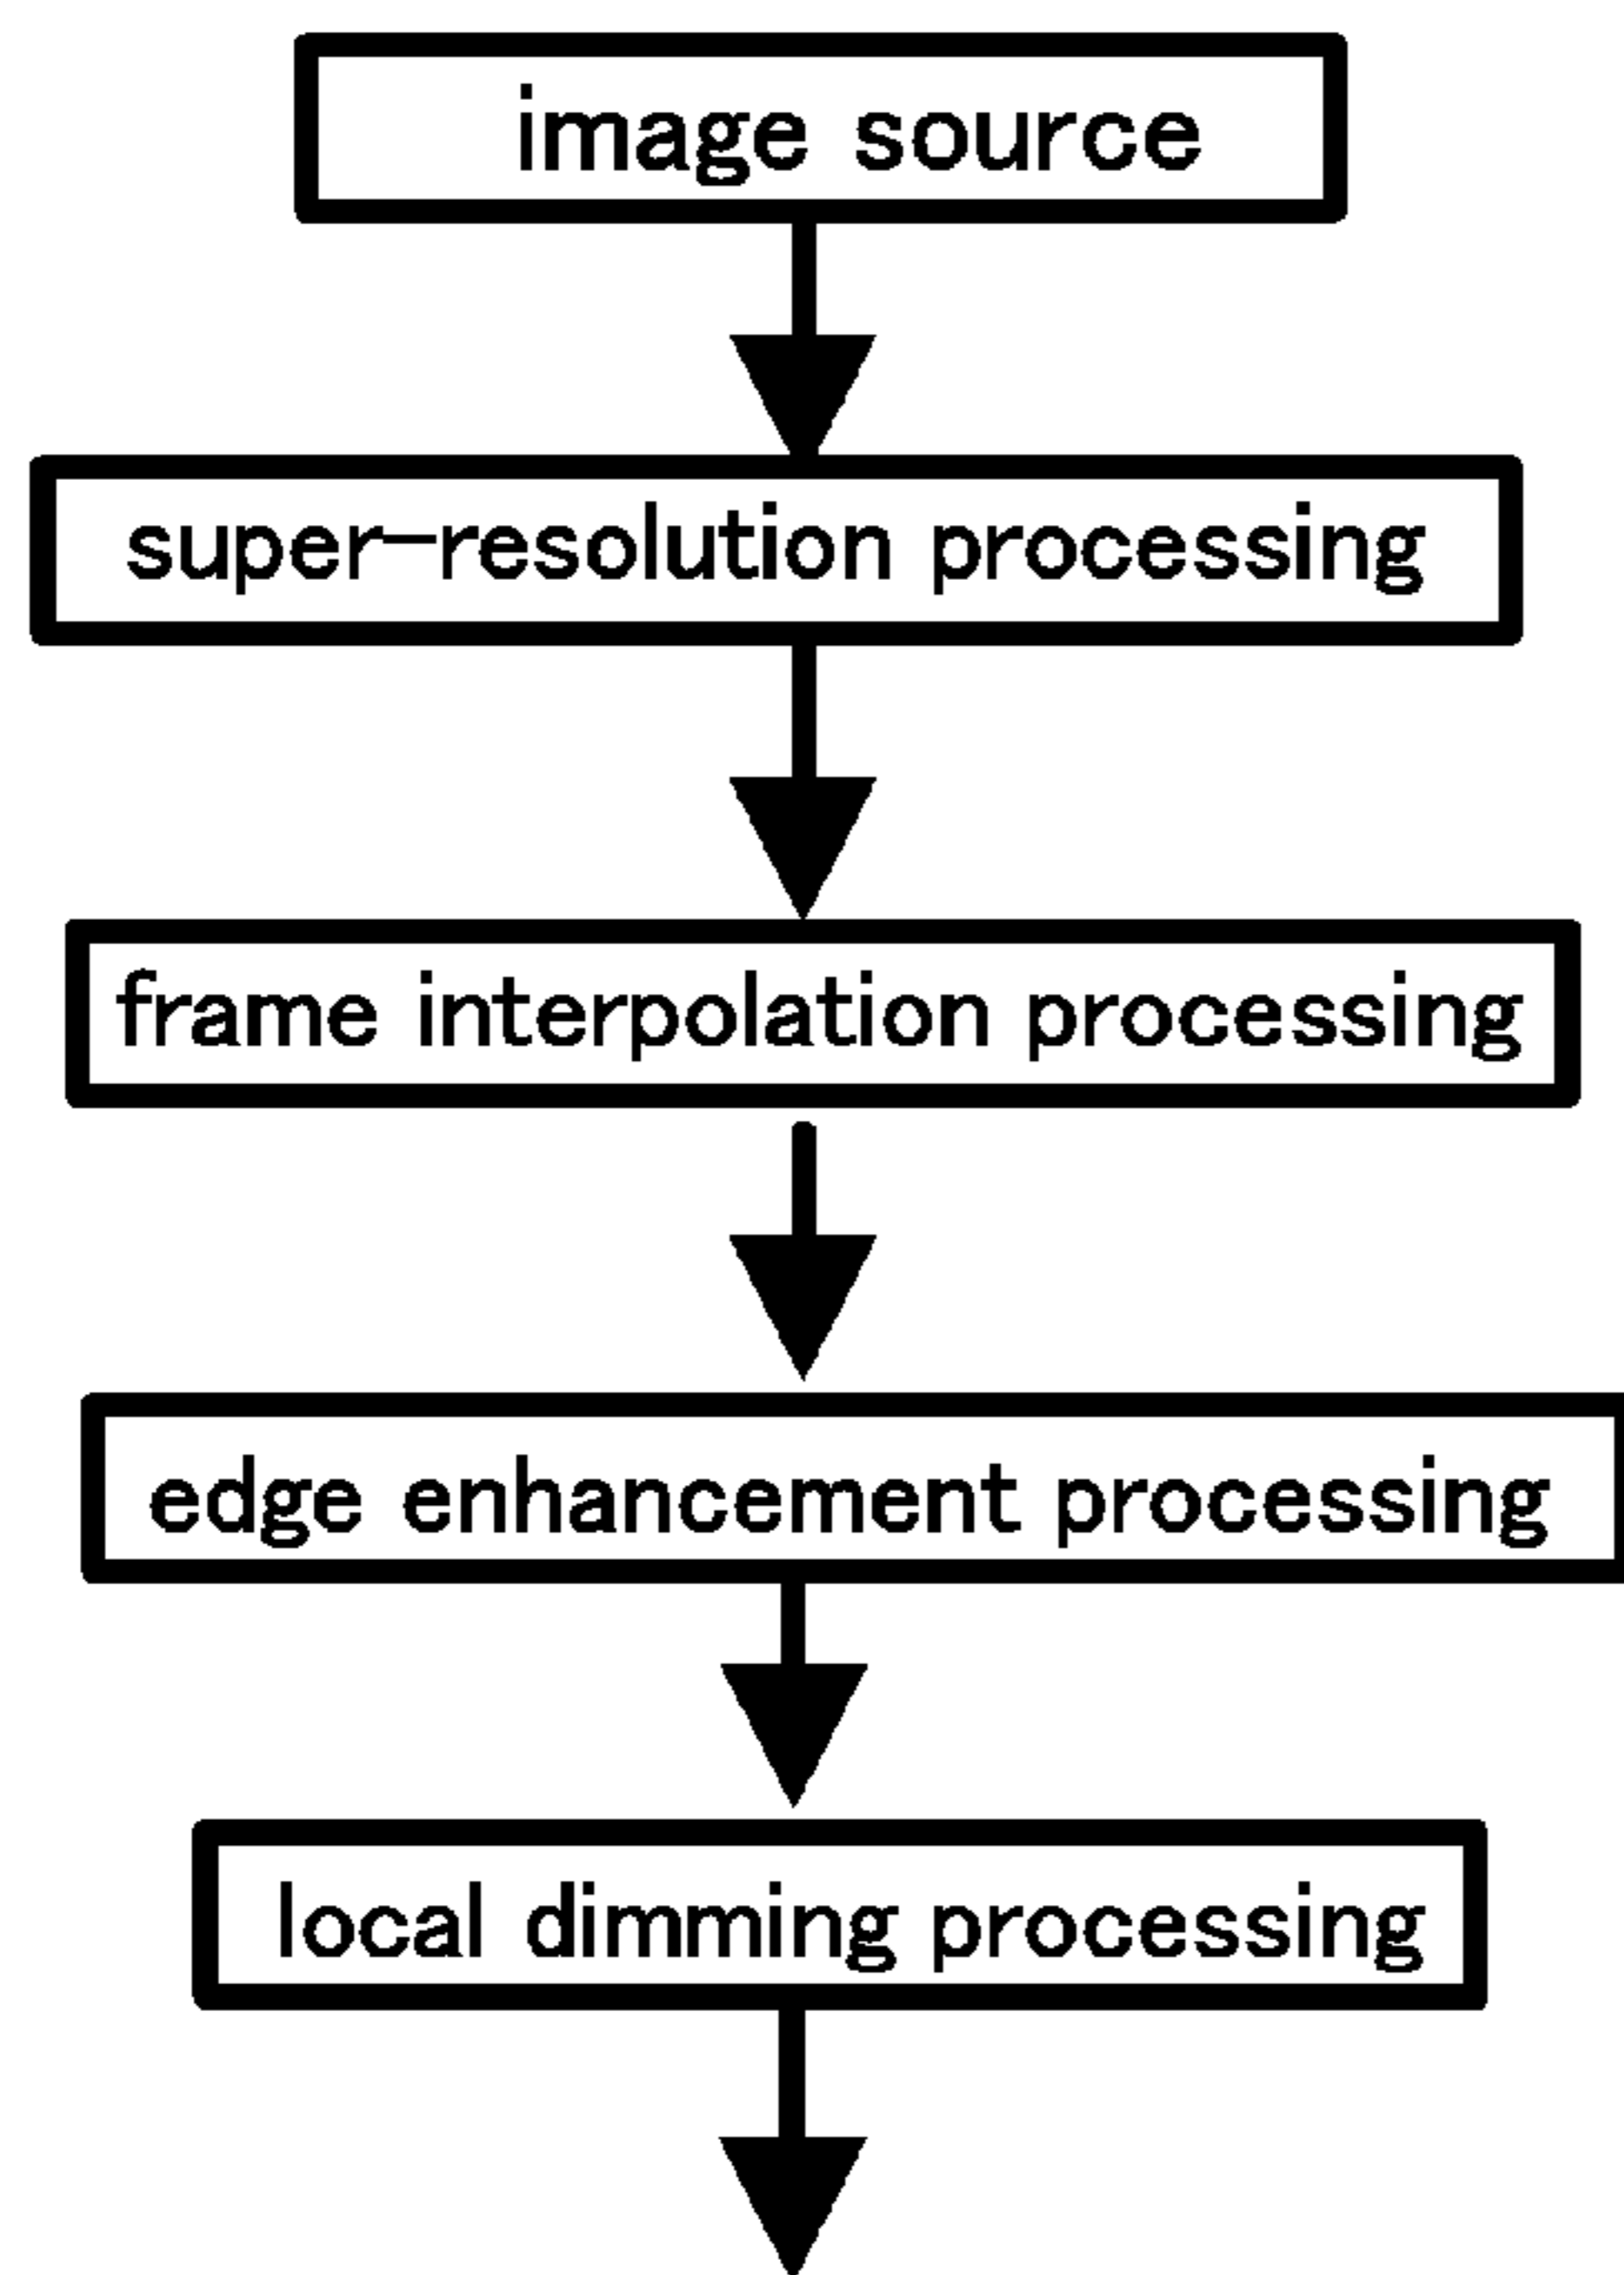 image source
super-resolution processing
frame interpolation processing
edge enhancement processing
local dimming processing